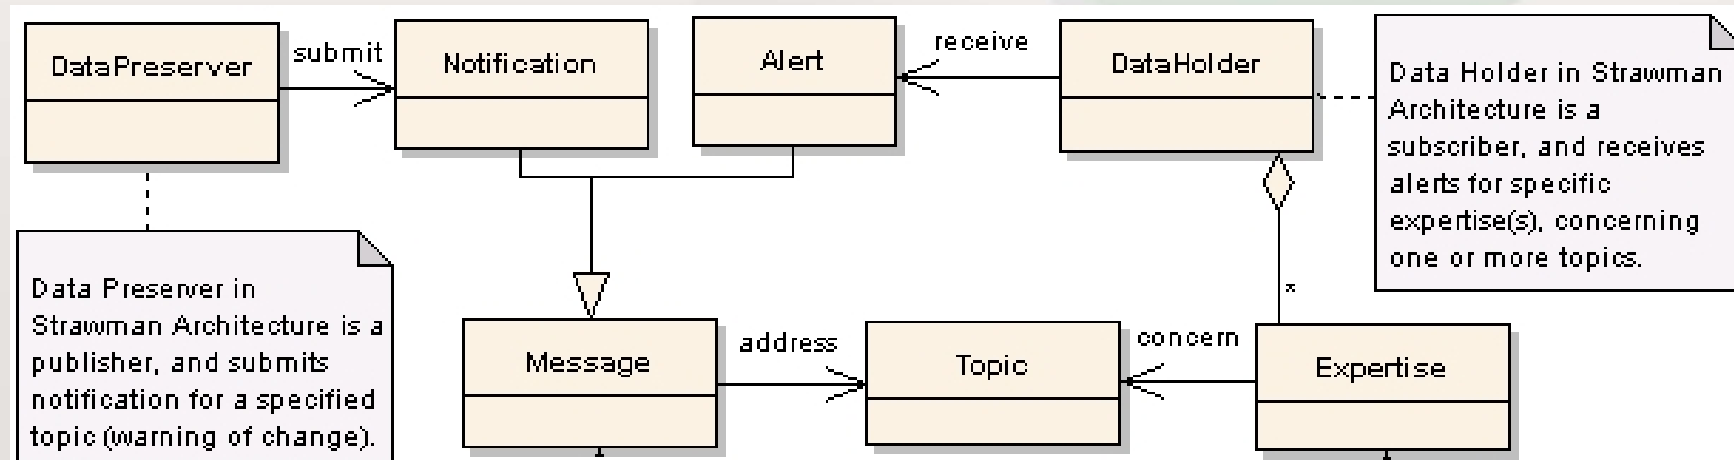 DataPreserver
submit
Notification
Alert
receive
DataHolder
Data Holder in Strawman
Architecture is a
subscriber, and receives
alerts for specific
expertise(s), concerning
one or more topics.
*
Data Preserver in
Strawman Architecture is a
publisher, and submits
notification for a specified
topic (warning of change).
Message
address
Topic
concern
Expertise